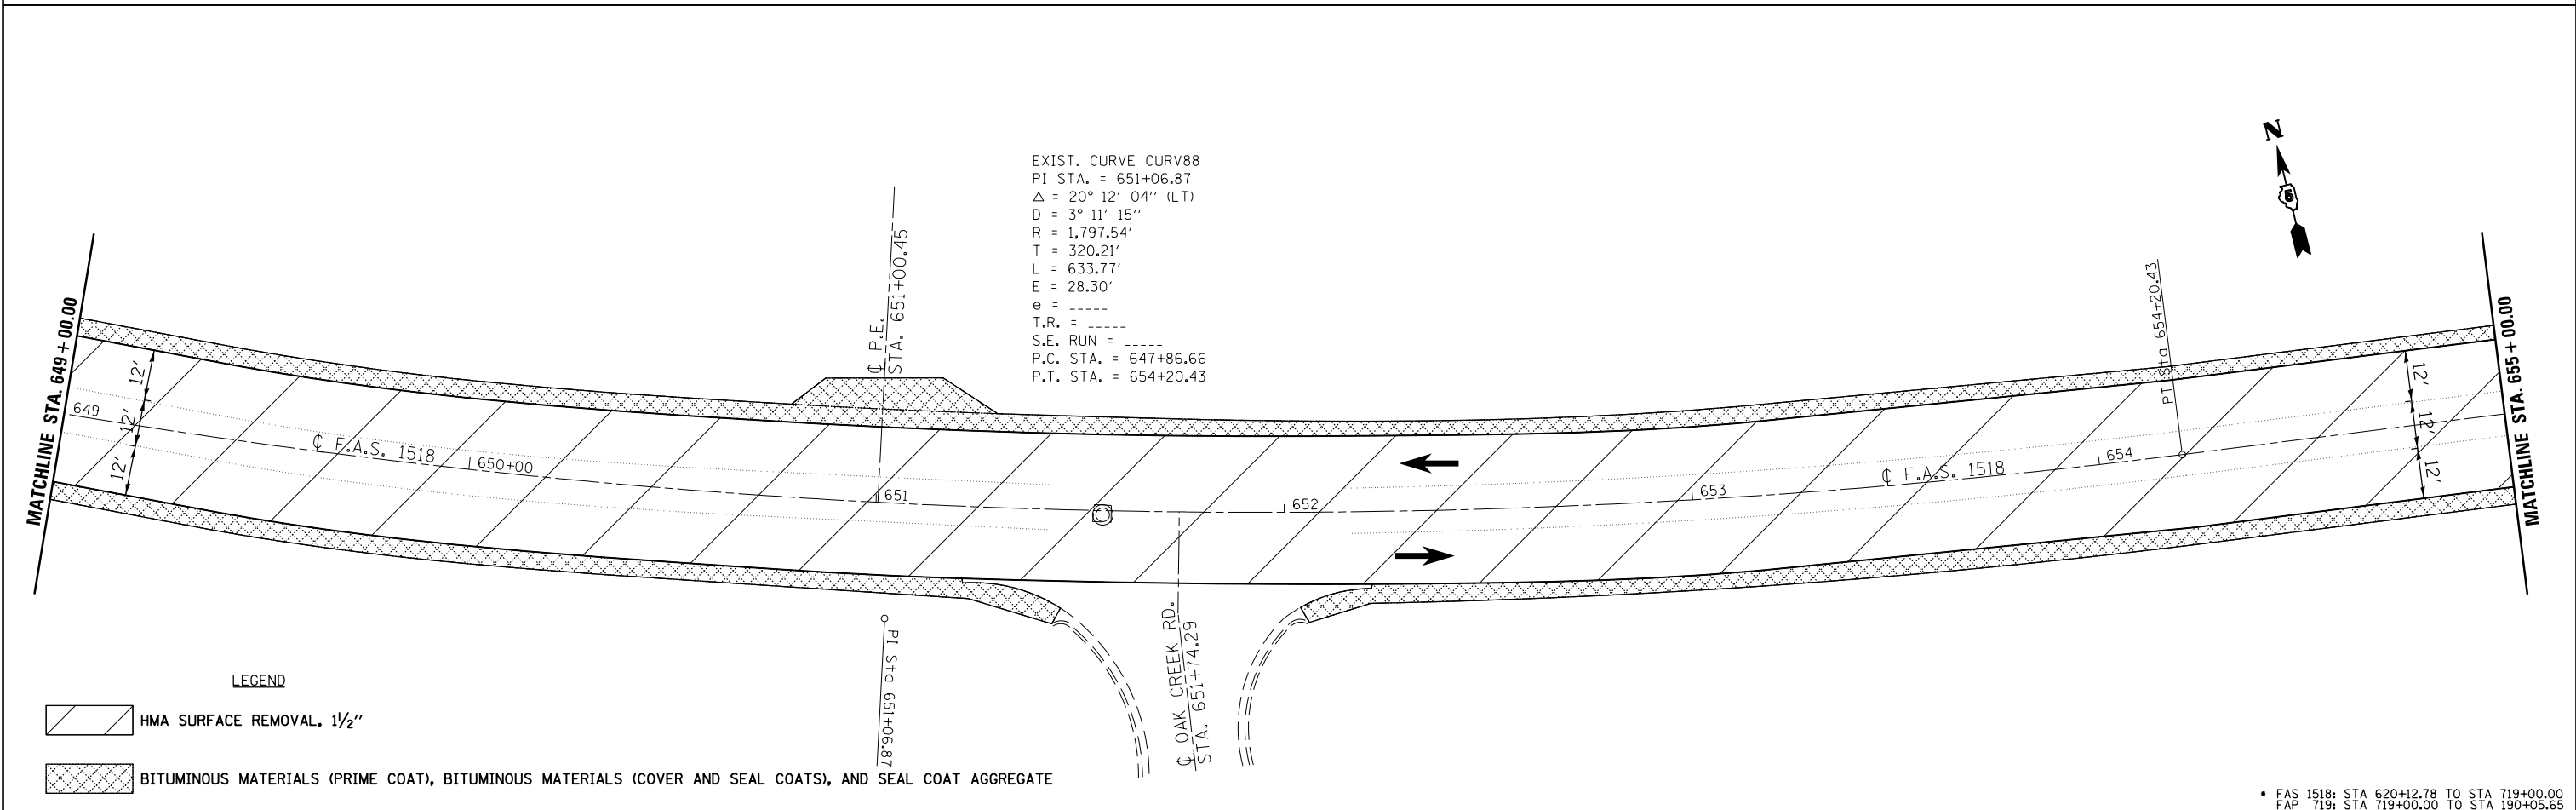 EXIST. CURVE CURV88
PI STA. = 651+06.87
Δ = 20° 12' 04" (LT)
D = 3° 11' 15"
R = 1,797.54'
T = 320.21'
L = 633.77'
E = 28.30'
e = _____
T.R. = _____
S.E. RUN = _____
P.C. STA. = 647+86.66
P.T. STA. = 654+20.43
N
5
MATCHLINE STA. 649+00.00
12'
12'
12'
649
℄ F.A.S. 1518
650+00
℄ P.E.
STA. 651+00.45
651
652
653
℄ F.A.S. 1518
654
PT Sta 654+20.43
12'
12'
12'
MATCHLINE STA. 655+00.00
PI Sta 651+06.87
℄ OAK CREEK RD.
STA. 651+74.29
LEGEND
HMA SURFACE REMOVAL, 1½"
BITUMINOUS MATERIALS (PRIME COAT), BITUMINOUS MATERIALS (COVER AND SEAL COATS), AND SEAL COAT AGGREGATE
* FAS 1518: STA 620+12.78 TO STA 719+00.00
FAP 719: STA 719+00.00 TO STA 190+05.65